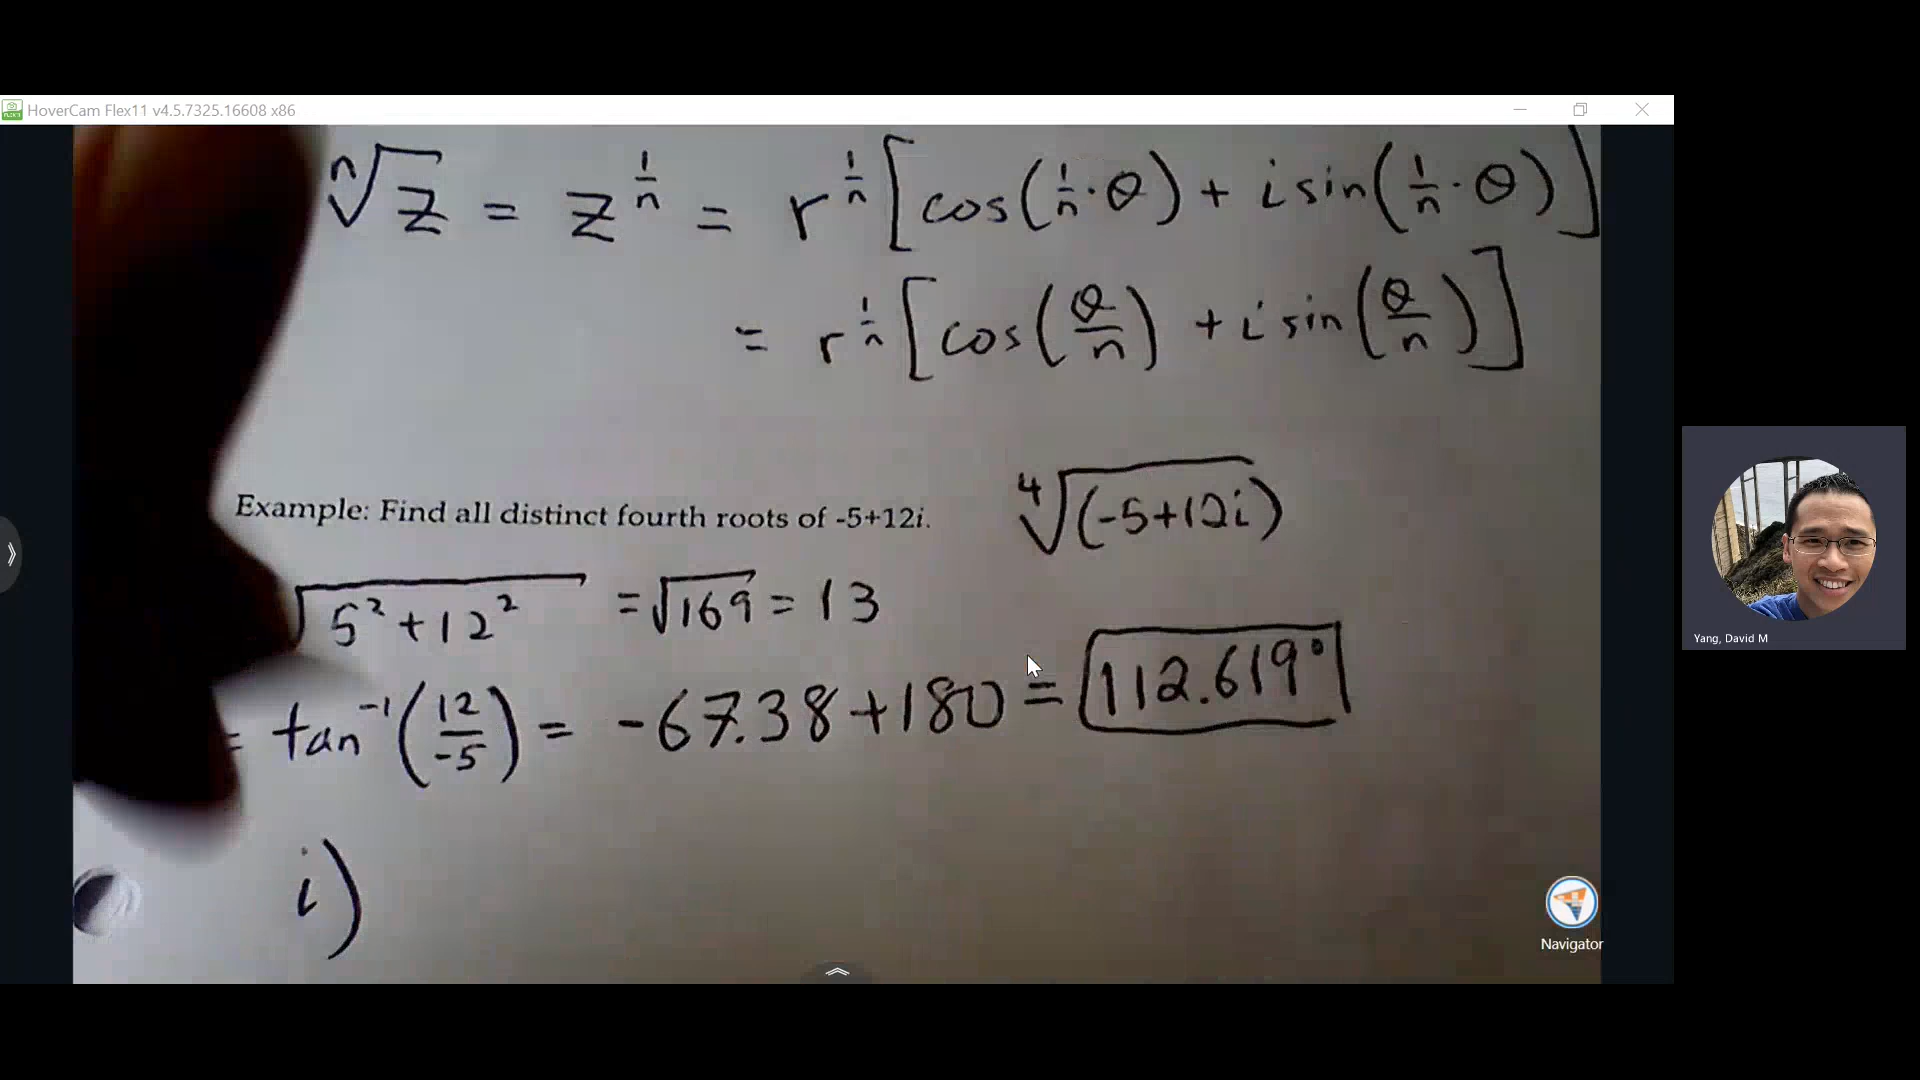 HoverCam Flex11 v4.5.7325.16608 x86
ⁿ√z = z^(1/n) = r^(1/n) [cos(1/n · θ) + i sin(1/n · θ)]
= r^(1/n) [cos(θ/n) + i sin(θ/n)]
Example: Find all distinct fourth roots of -5+12i. ⁴√(-5+12i)
√(5² + 12²) = √169 = 13
= tan⁻¹(12/-5) = -67.38 + 180 = 112.619°
i)
Navigator
Yang, David M